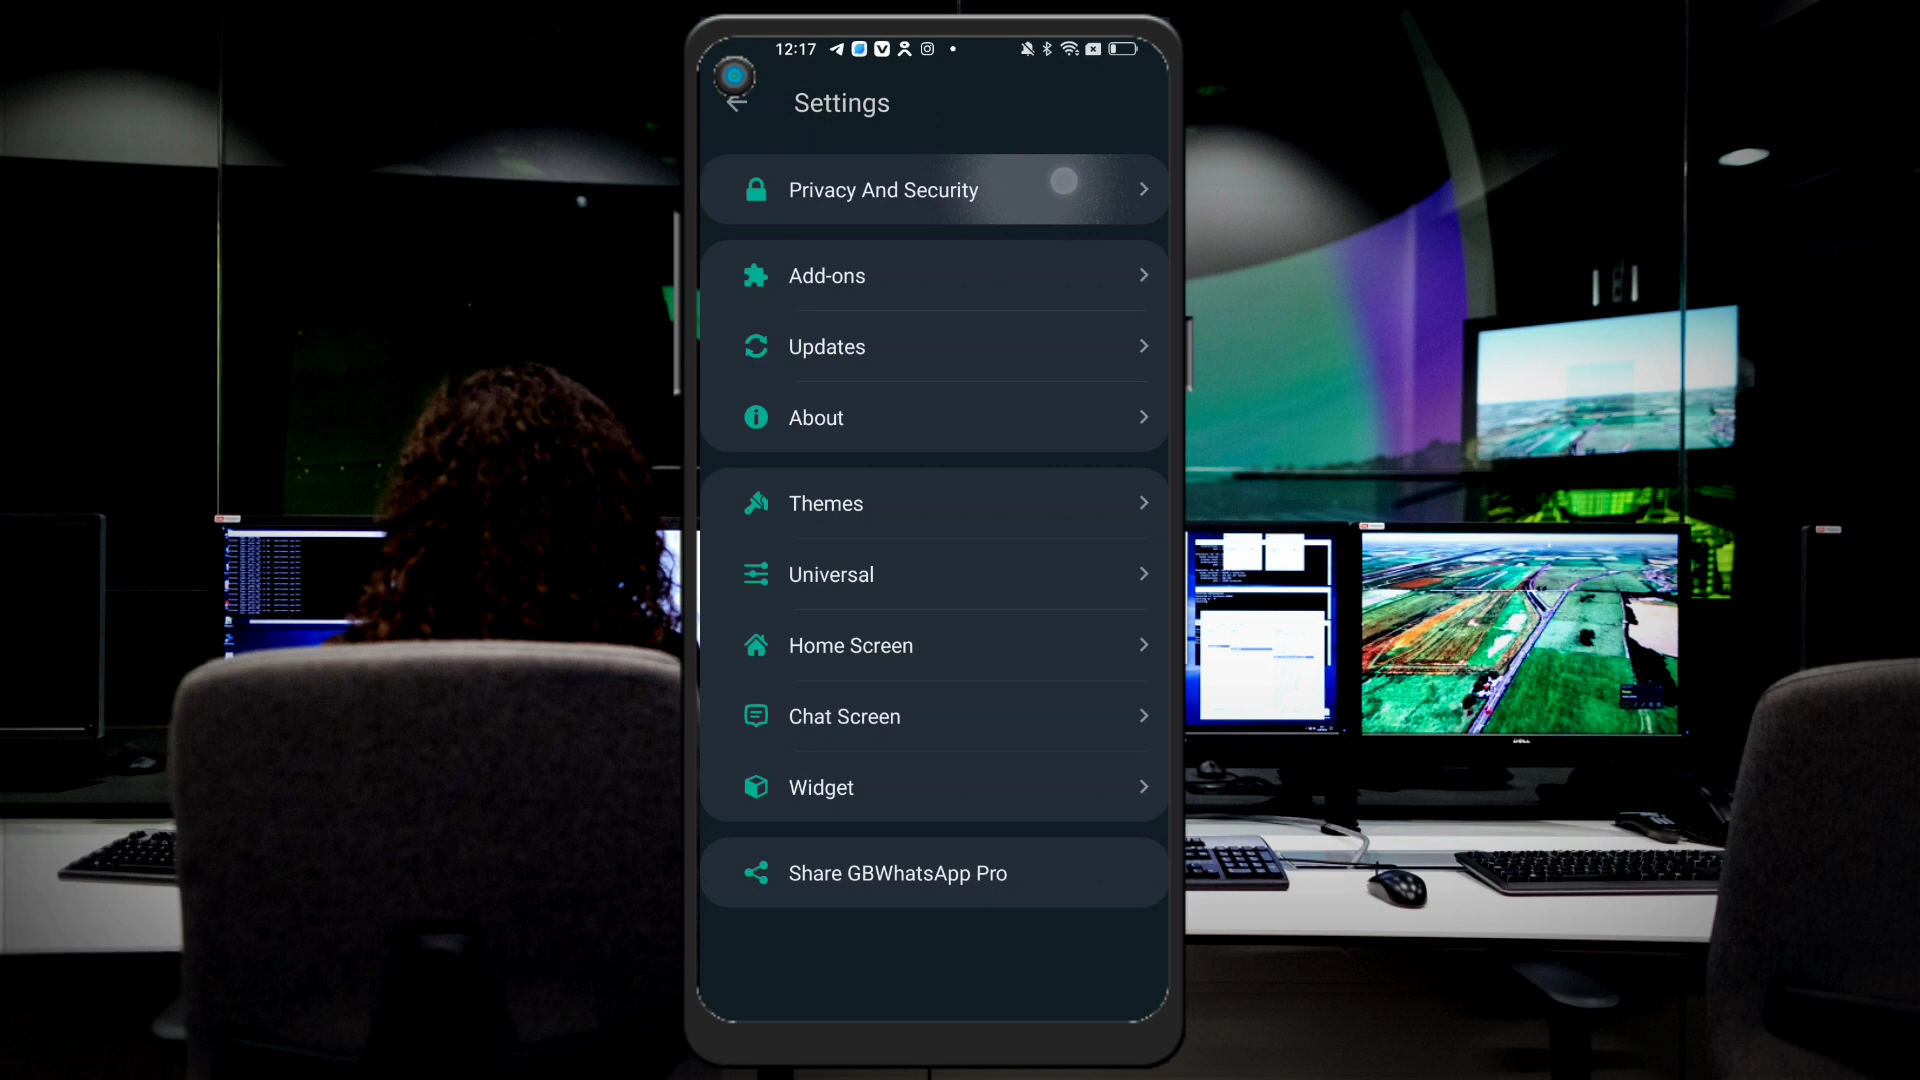 12:17
Settings
Privacy And Security
Add-ons
Updates
About
Themes
Universal
Home Screen
Chat Screen
Widget
Share GBWhatsApp Pro
DELL